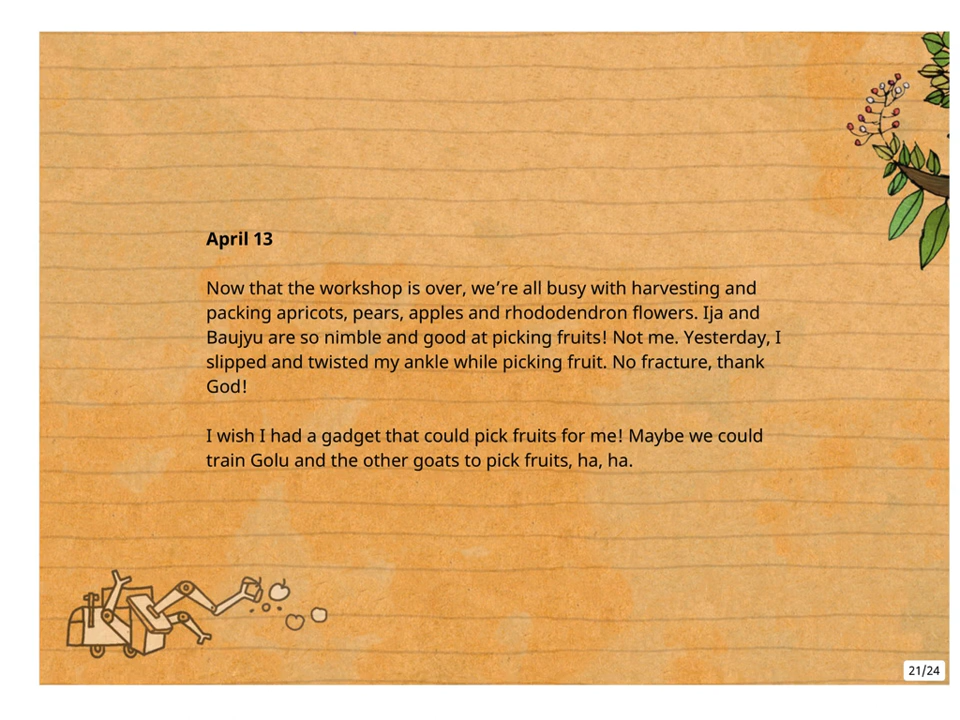 April 13
Now that the workshop is over, we’re all busy with harvesting and
packing apricots, pears, apples and rhododendron flowers. Ija and
Baujyu are so nimble and good at picking fruits! Not me. Yesterday, I
slipped and twisted my ankle while picking fruit. No fracture, thank
God!
I wish I had a gadget that could pick fruits for me! Maybe we could
train Golu and the other goats to pick fruits, ha, ha.
21/24